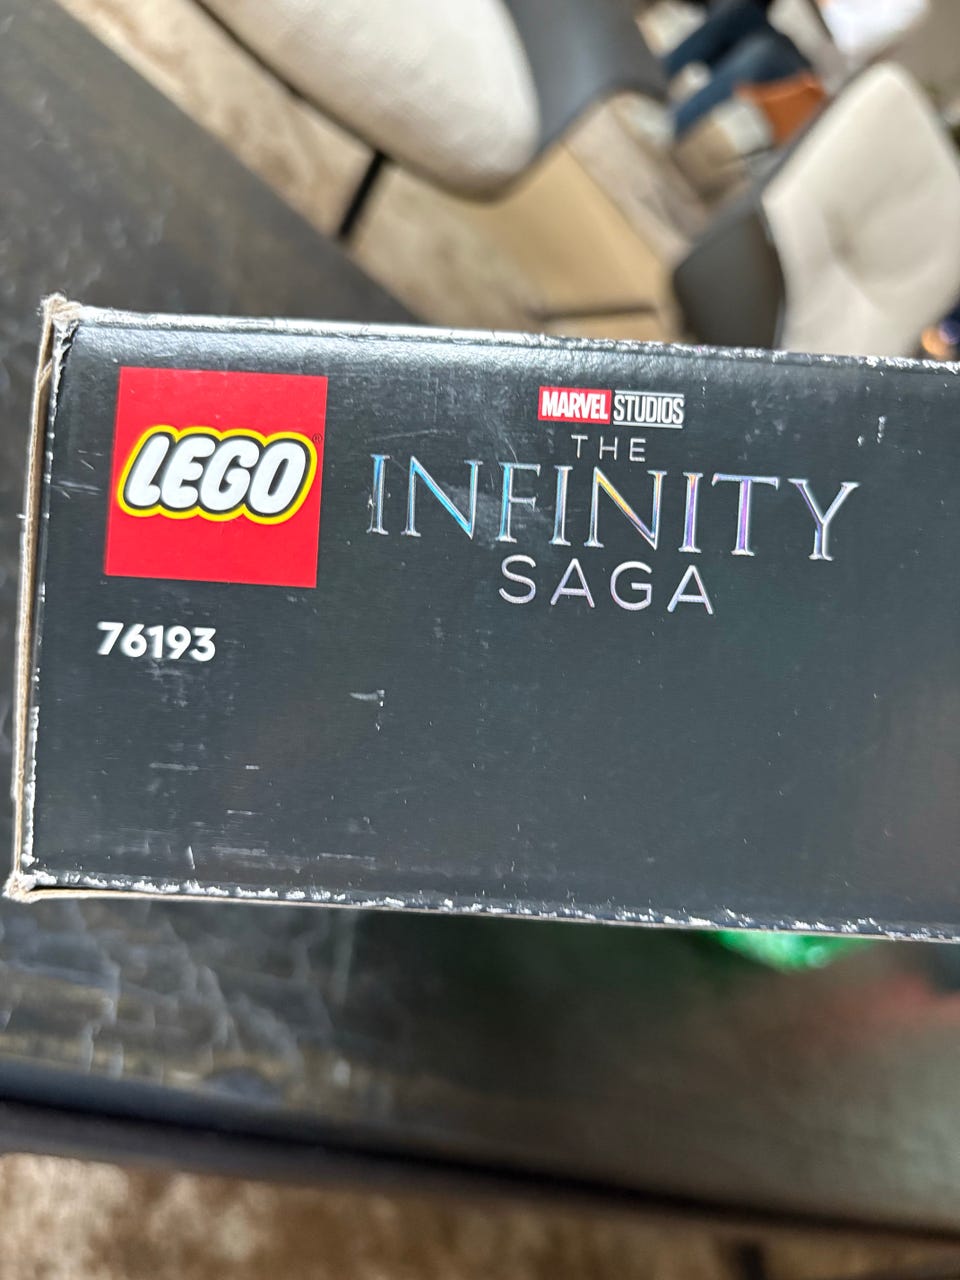 LEGO®
76193
MARVEL STUDIOS
THE
INFINITY
SAGA